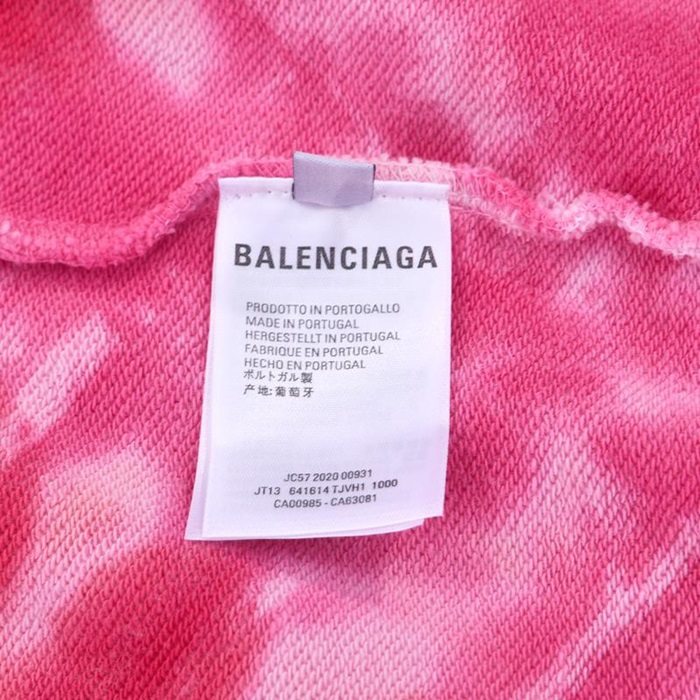 BALENCIAGA
PRODOTTO IN PORTOGALLO
MADE IN PORTUGAL
HERGESTELLT IN PORTUGAL
FABRIQUE EN PORTUGAL
HECHO EN PORTUGAL
ポルトガル製
产地:葡萄牙
JC57 2020 00931
JT13 641614 TJVH1 1000
CA00985 - CA63081